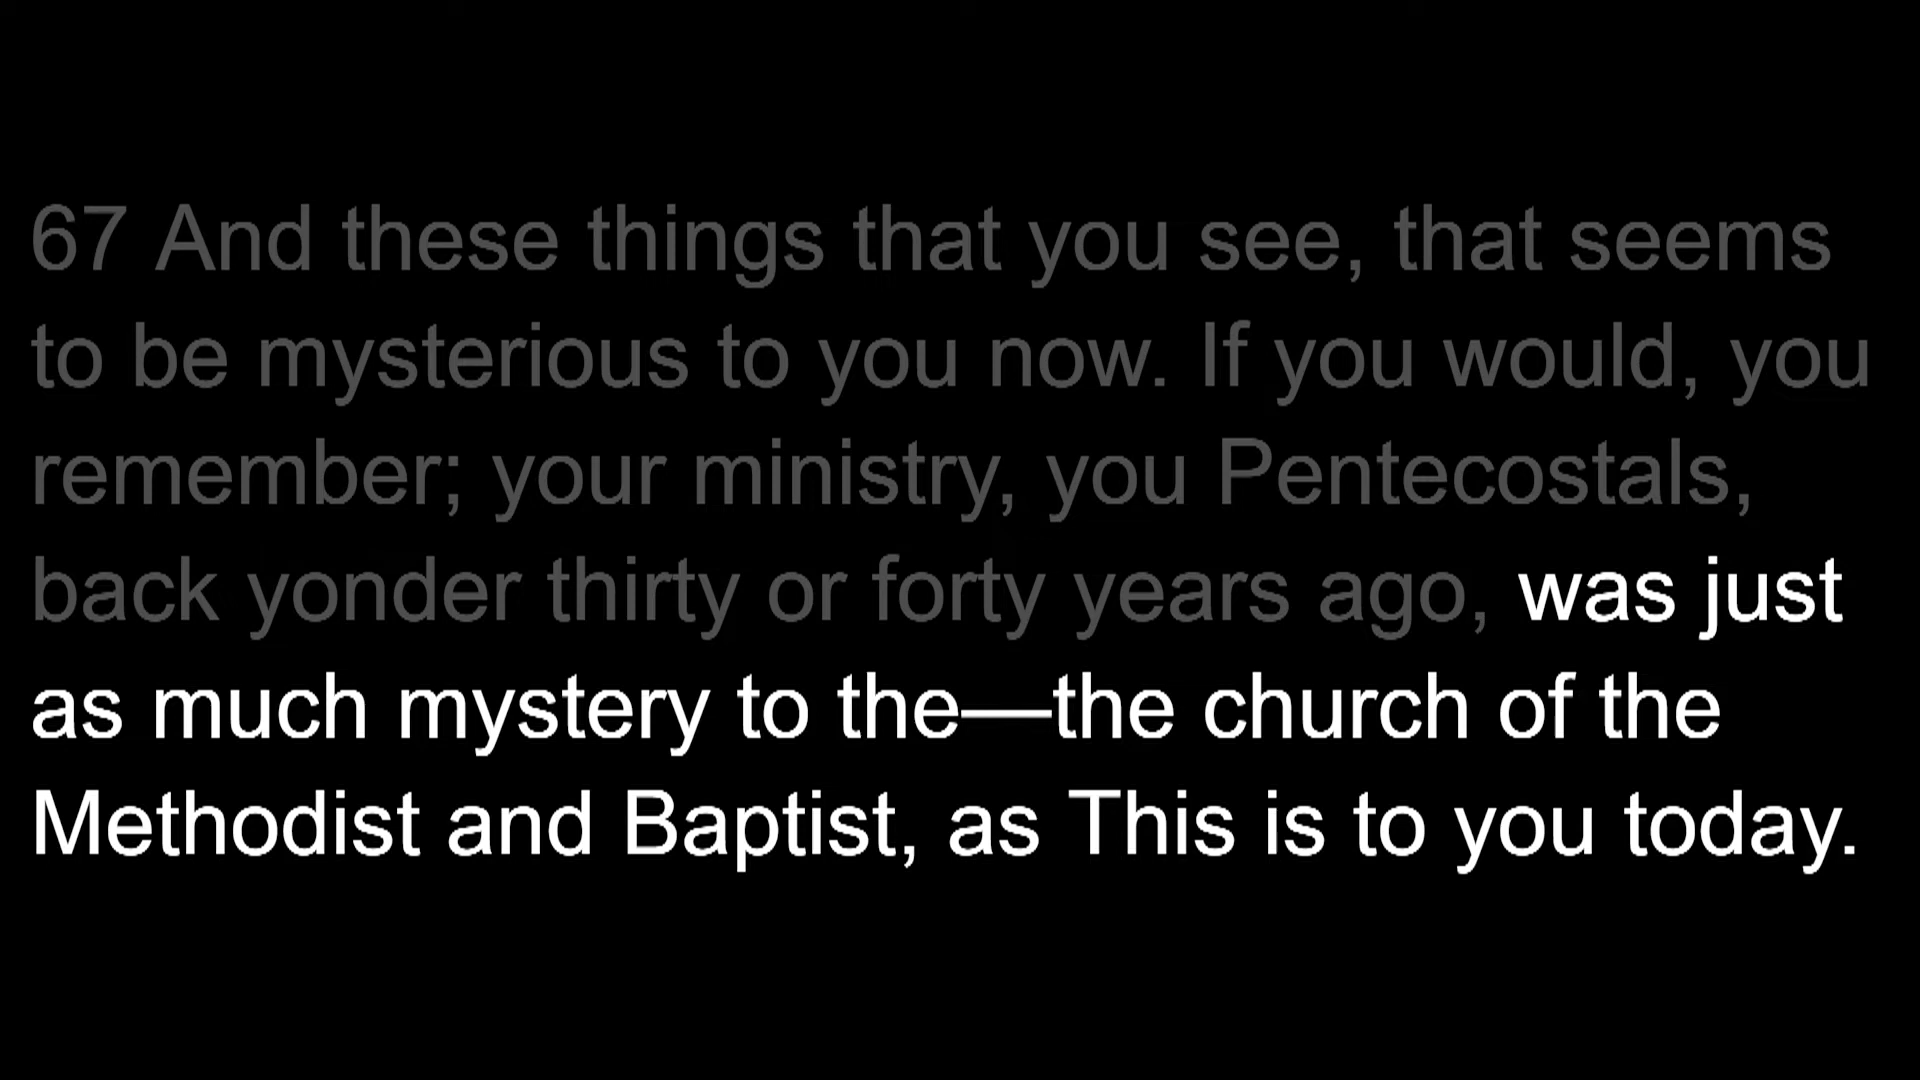 67 And these things that you see, that seems
to be mysterious to you now. If you would, you
remember; your ministry, you Pentecostals,
back yonder thirty or forty years ago, was just
as much mystery to the—the church of the
Methodist and Baptist, as This is to you today.